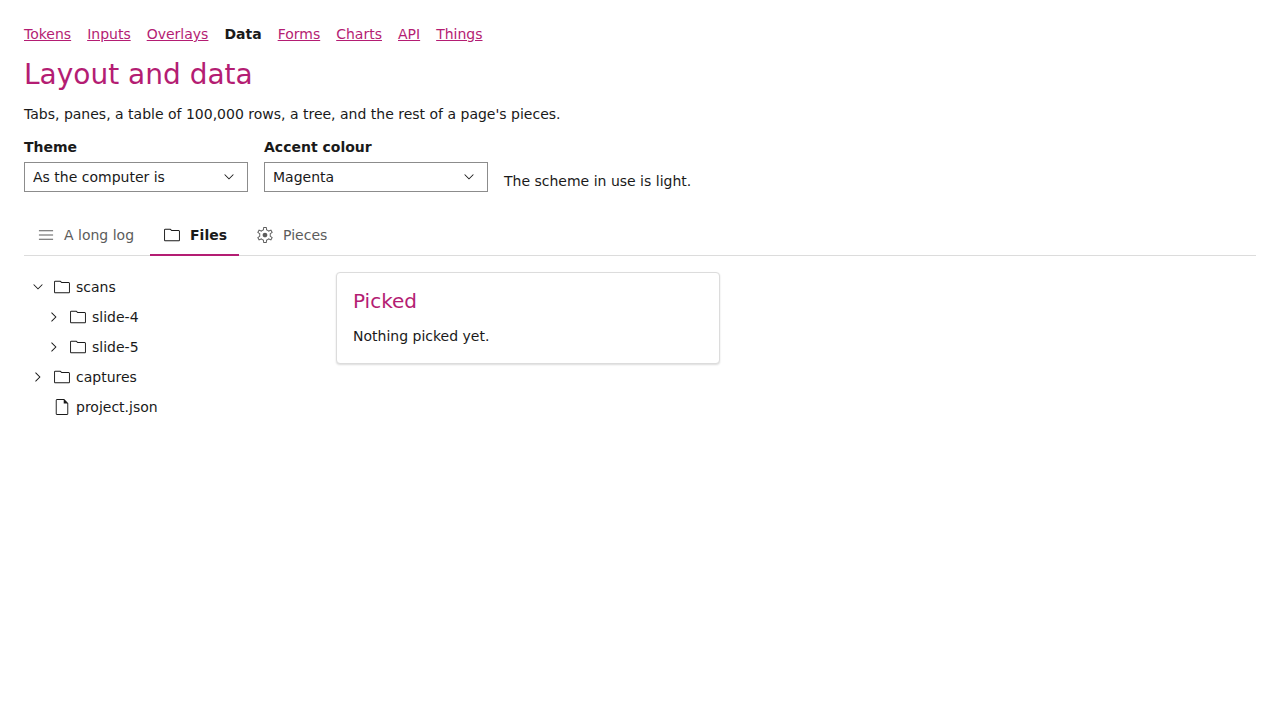 Tokens Inputs Overlays Data Forms Charts API Things
Layout and data
Tabs, panes, a table of 100,000 rows, a tree, and the rest of a page's pieces.
Theme Accent colour
As the computer is Magenta The scheme in use is light.
A long log Files Pieces
scans
slide-4
slide-5
captures
project.json
Picked
Nothing picked yet.